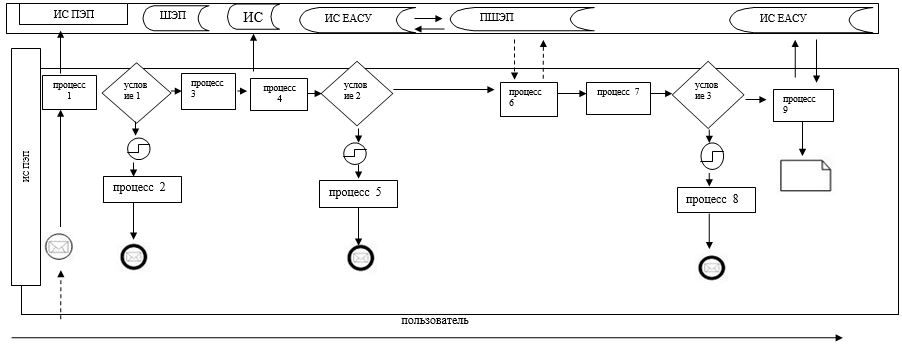 ИС ПЭП
ШЭП
ИС
ИС ЕАСУ
ПШЭП
ИС ЕАСУ
ИС ПЭП
процесс
1
услов
ие 1
процесс
3
процесс
4
услов
ие 2
процесс
6
процесс 7
услов
ие 3
процесс
9
процесс 2
процесс 5
процесс 8
пользователь